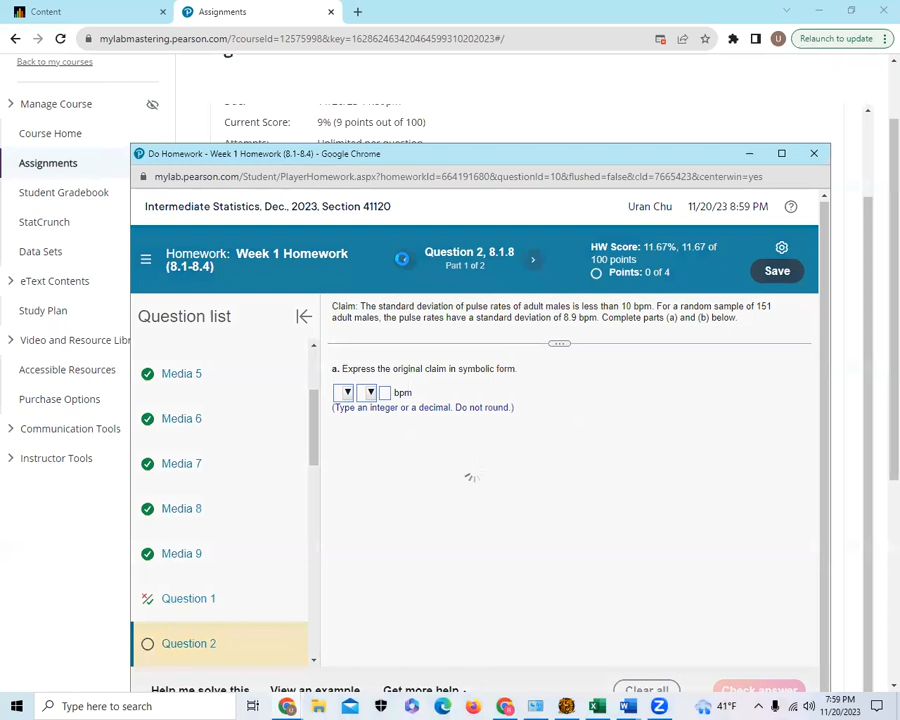 Content
Assignments
mylabmastering.pearson.com/?courseId=12575998&key=162862463420464599310202023#/
Relaunch to update
Back to my courses
Manage Course
Course Home
Assignments
Student Gradebook
StatCrunch
Data Sets
eText Contents
Study Plan
Video and Resource Libr
Accessible Resources
Purchase Options
Communication Tools
Instructor Tools
Current Score: 9% (9 points out of 100)
Do Homework - Week 1 Homework (8.1-8.4) - Google Chrome
mylab.pearson.com/Student/PlayerHomework.aspx?homeworkId=664191680&questionId=10&flushed=false&cId=7665423&centerwin=yes
Intermediate Statistics, Dec., 2023, Section 41120
Uran Chu 11/20/23 8:59 PM
Homework: Week 1 Homework
(8.1-8.4)
Question 2, 8.1.8
Part 1 of 2
HW Score: 11.67%, 11.67 of
100 points
Points: 0 of 4
Save
Question list
Media 5
Media 6
Media 7
Media 8
Media 9
Question 1
Question 2
Claim: The standard deviation of pulse rates of adult males is less than 10 bpm. For a random sample of 151
adult males, the pulse rates have a standard deviation of 8.9 bpm. Complete parts (a) and (b) below.
a. Express the original claim in symbolic form.
bpm
(Type an integer or a decimal. Do not round.)
Help me solve this
View an example
Get more help
Clear all
Check answer
Type here to search
41°F
7:59 PM
11/20/2023